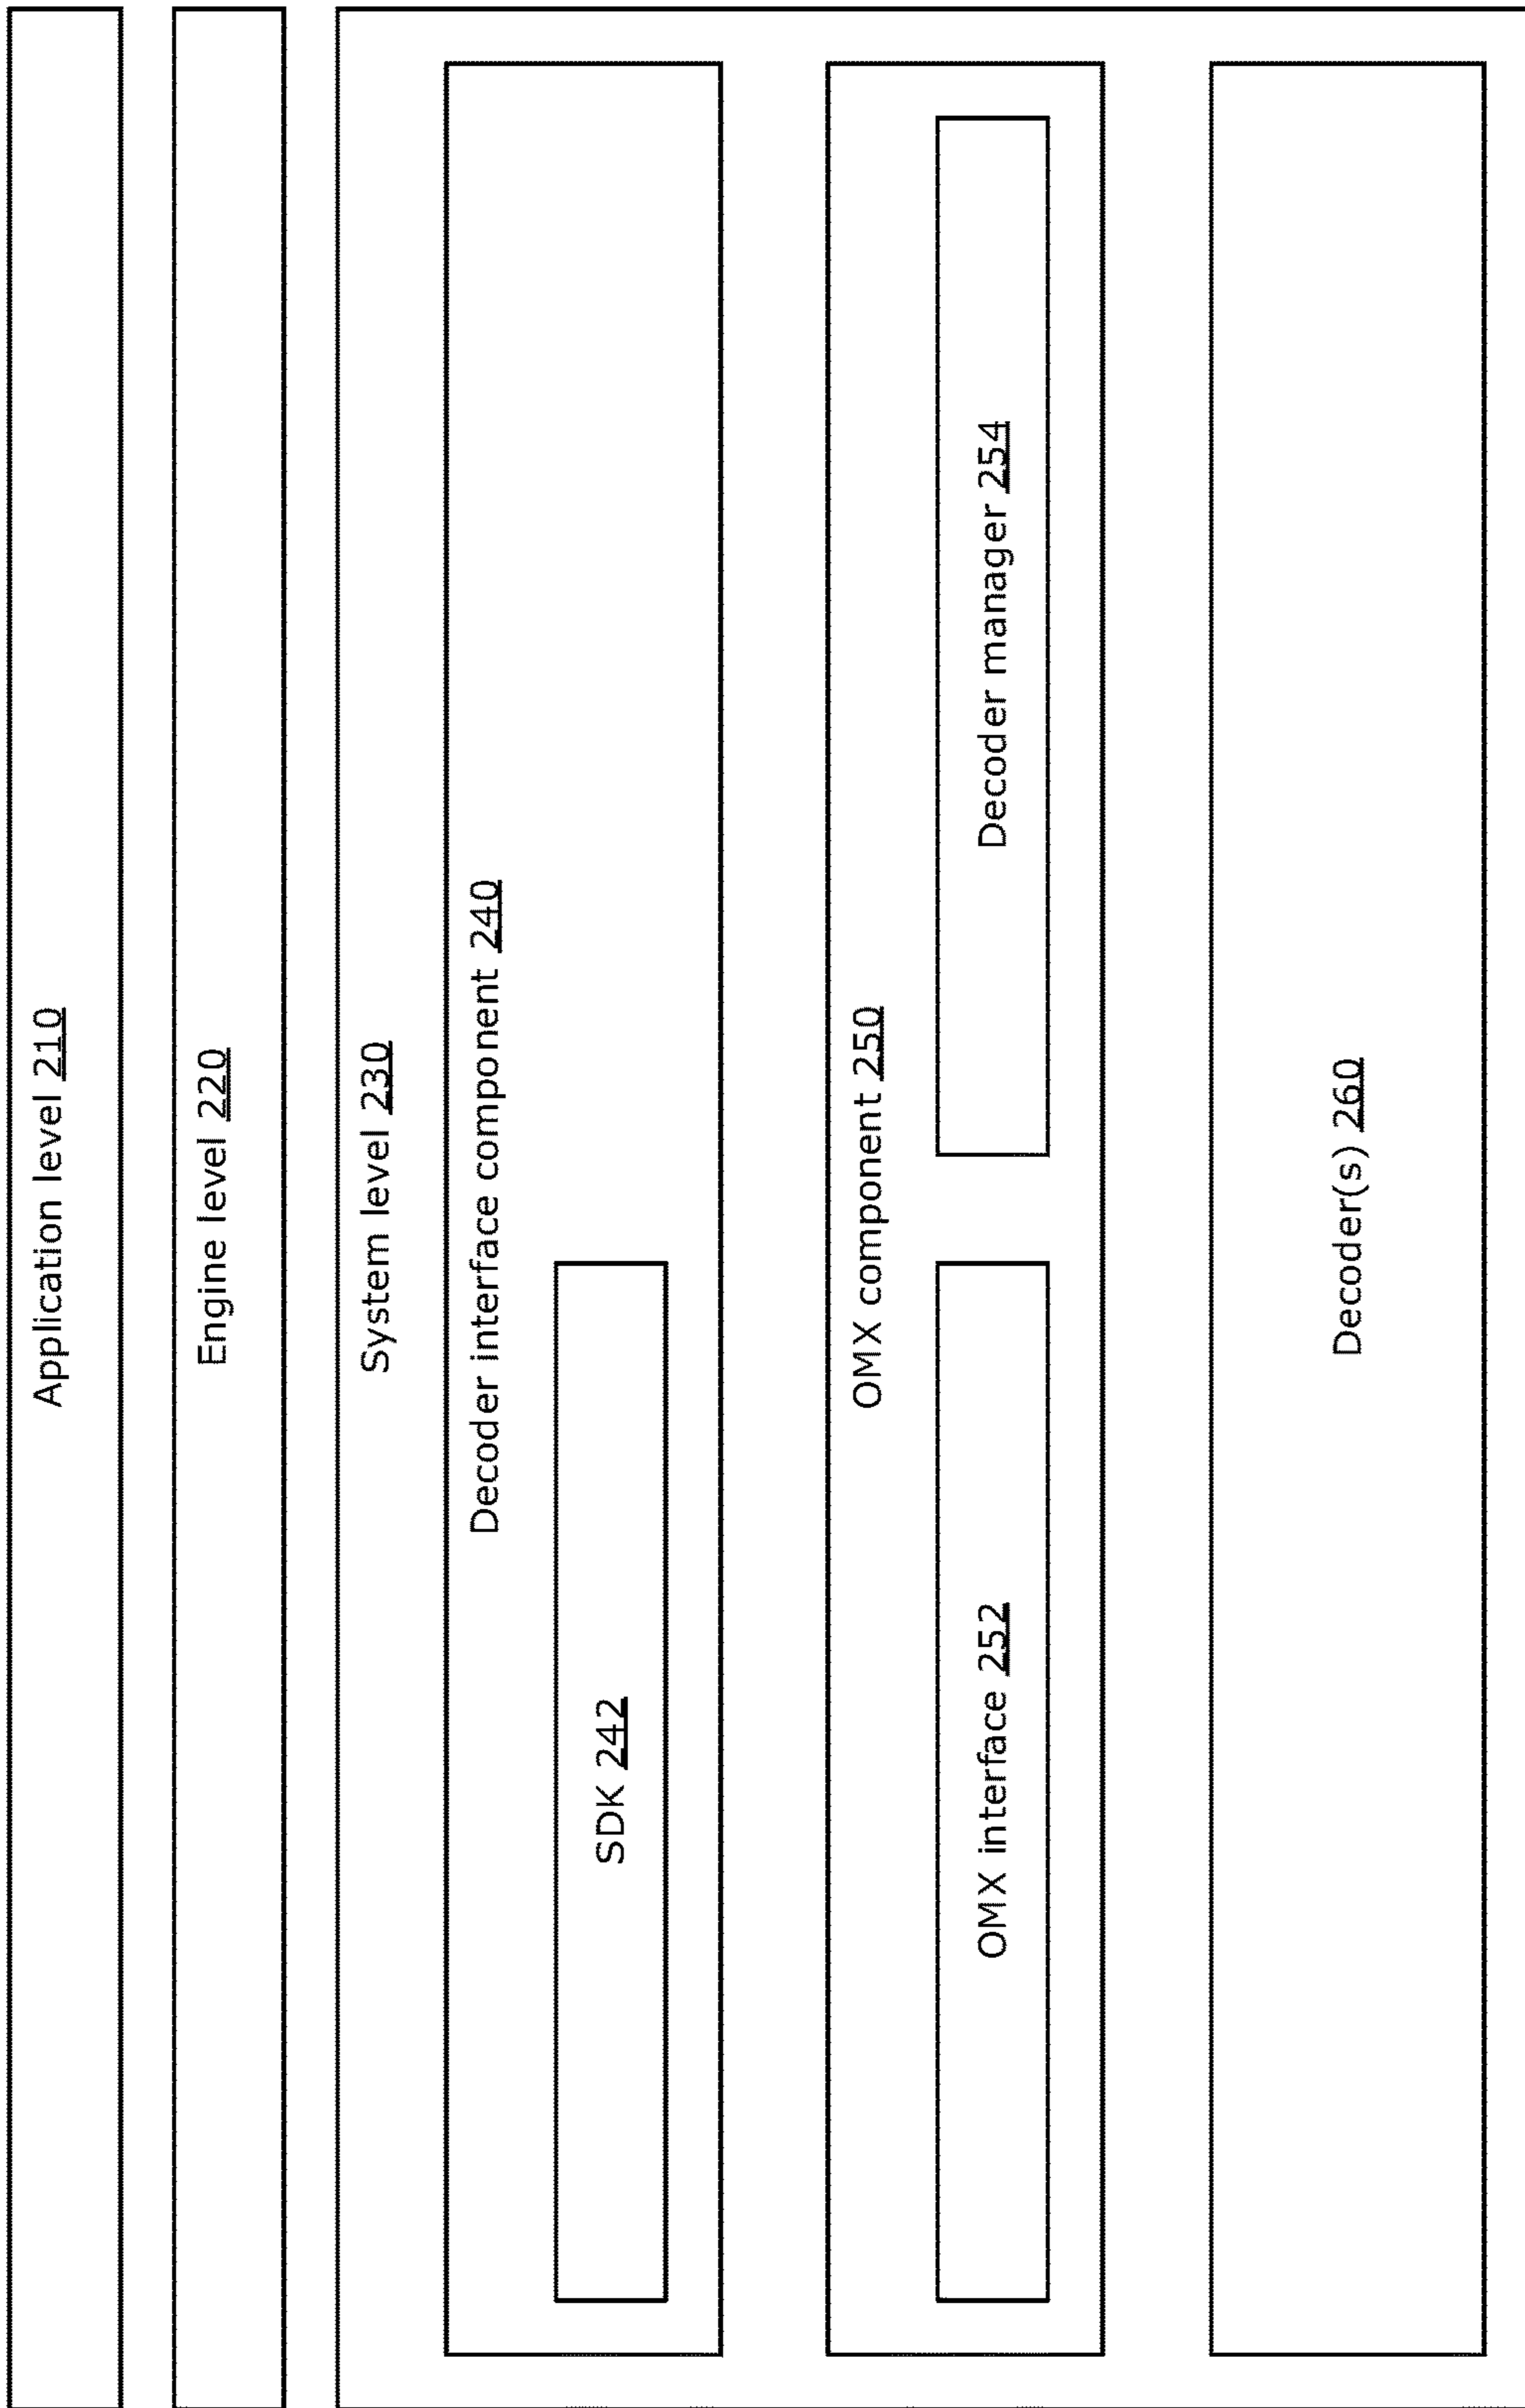 Application level 210
Engine level 220
System level 230
Decoder interface component 240
SDK 242
OMX component 250
OMX interface 252
Decoder manager 254
Decoder(s) 260